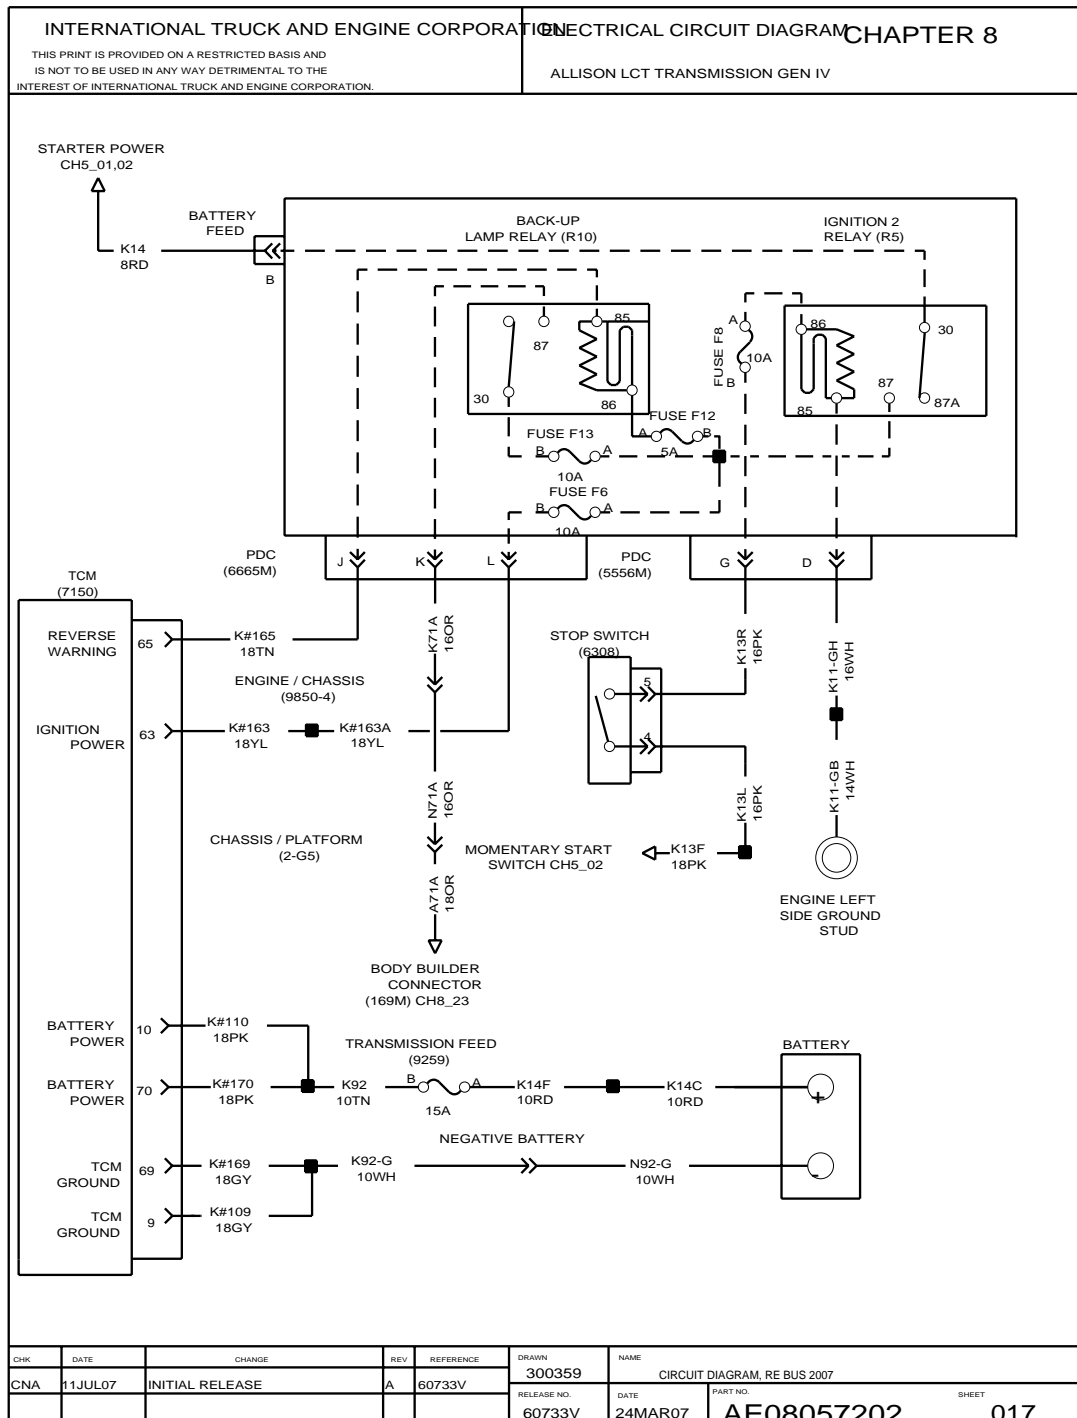 INTERNATIONAL TRUCK AND ENGINE CORPORATION
THIS PRINT IS PROVIDED ON A RESTRICTED BASIS AND
IS NOT TO BE USED IN ANY WAY DETRIMENTAL TO THE
INTEREST OF INTERNATIONAL TRUCK AND ENGINE CORPORATION.
ELECTRICAL CIRCUIT DIAGRAM
CHAPTER 8
ALLISON LCT TRANSMISSION GEN IV
STARTER POWER
CH5_01,02
K14
8RD
BATTERY
FEED
B
BACK-UP
LAMP RELAY (R10)
IGNITION 2
RELAY (R5)
85
87
30
86
A
FUSE F8
10A
B
86
30
87
85
87A
FUSE F12
A
B
5A
FUSE F13
B
A
10A
FUSE F6
B
A
10A
PDC
(6665M)
J
K
L
PDC
(5556M)
G
D
TCM
(7150)
REVERSE
WARNING
65
K#165
18TN
K71A
16OR
STOP SWITCH
(6308)
5
4
K13R
16PK
K11-GH
16WH
ENGINE / CHASSIS
(9850-4)
IGNITION
POWER
63
K#163
18YL
K#163A
18YL
N71A
16OR
K13L
16PK
K11-GB
14WH
CHASSIS / PLATFORM
(2-G5)
MOMENTARY START
SWITCH CH5_02
K13F
18PK
A71A
18OR
ENGINE LEFT
SIDE GROUND
STUD
BODY BUILDER
CONNECTOR
(169M) CH8_23
BATTERY
POWER
10
K#110
18PK
TRANSMISSION FEED
(9259)
BATTERY
BATTERY
POWER
70
K#170
18PK
K92
10TN
B
A
15A
K14F
10RD
K14C
10RD
+
NEGATIVE BATTERY
TCM
GROUND
69
K#169
18GY
K92-G
10WH
N92-G
10WH
-
TCM
GROUND
9
K#109
18GY
CHK DATE CHANGE REV REFERENCE
CNA 11JUL07 INITIAL RELEASE A 60733V
DRAWN
300359
NAME
CIRCUIT DIAGRAM, RE BUS 2007
RELEASE NO.
60733V
DATE
24MAR07
PART NO.
AE08057202
SHEET
017